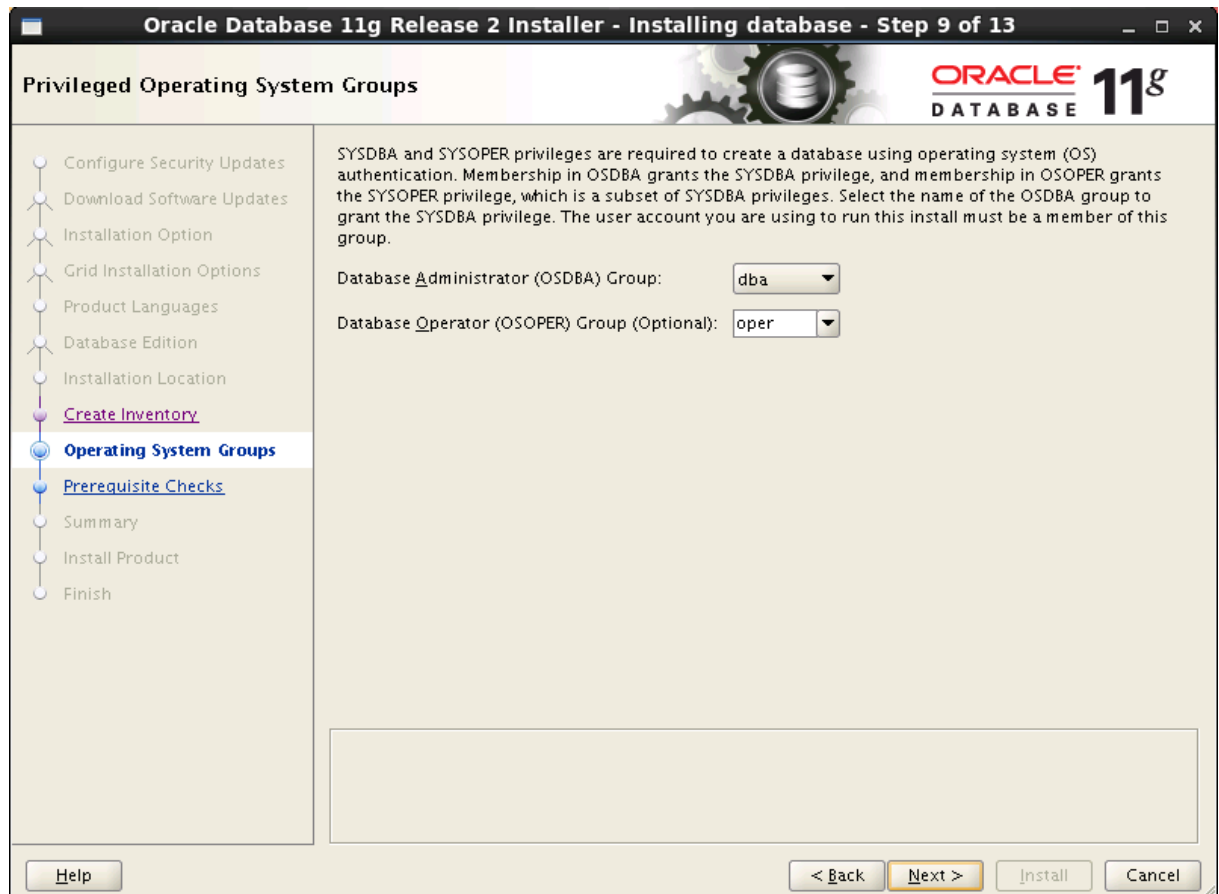 Oracle Database 11g Release 2 Installer - Installing database - Step 9 of 13
Privileged Operating System Groups
ORACLE
DATABASE
11g
Configure Security Updates
Download Software Updates
Installation Option
Grid Installation Options
Product Languages
Database Edition
Installation Location
Create Inventory
Operating System Groups
Prerequisite Checks
Summary
Install Product
Finish
SYSDBA and SYSOPER privileges are required to create a database using operating system (OS)
authentication. Membership in OSDBA grants the SYSDBA privilege, and membership in OSOPER grants
the SYSOPER privilege, which is a subset of SYSDBA privileges. Select the name of the OSDBA group to
grant the SYSDBA privilege. The user account you are using to run this install must be a member of this
group.
Database Administrator (OSDBA) Group: dba
Database Operator (OSOPER) Group (Optional): oper
Help
< Back
Next >
Install
Cancel